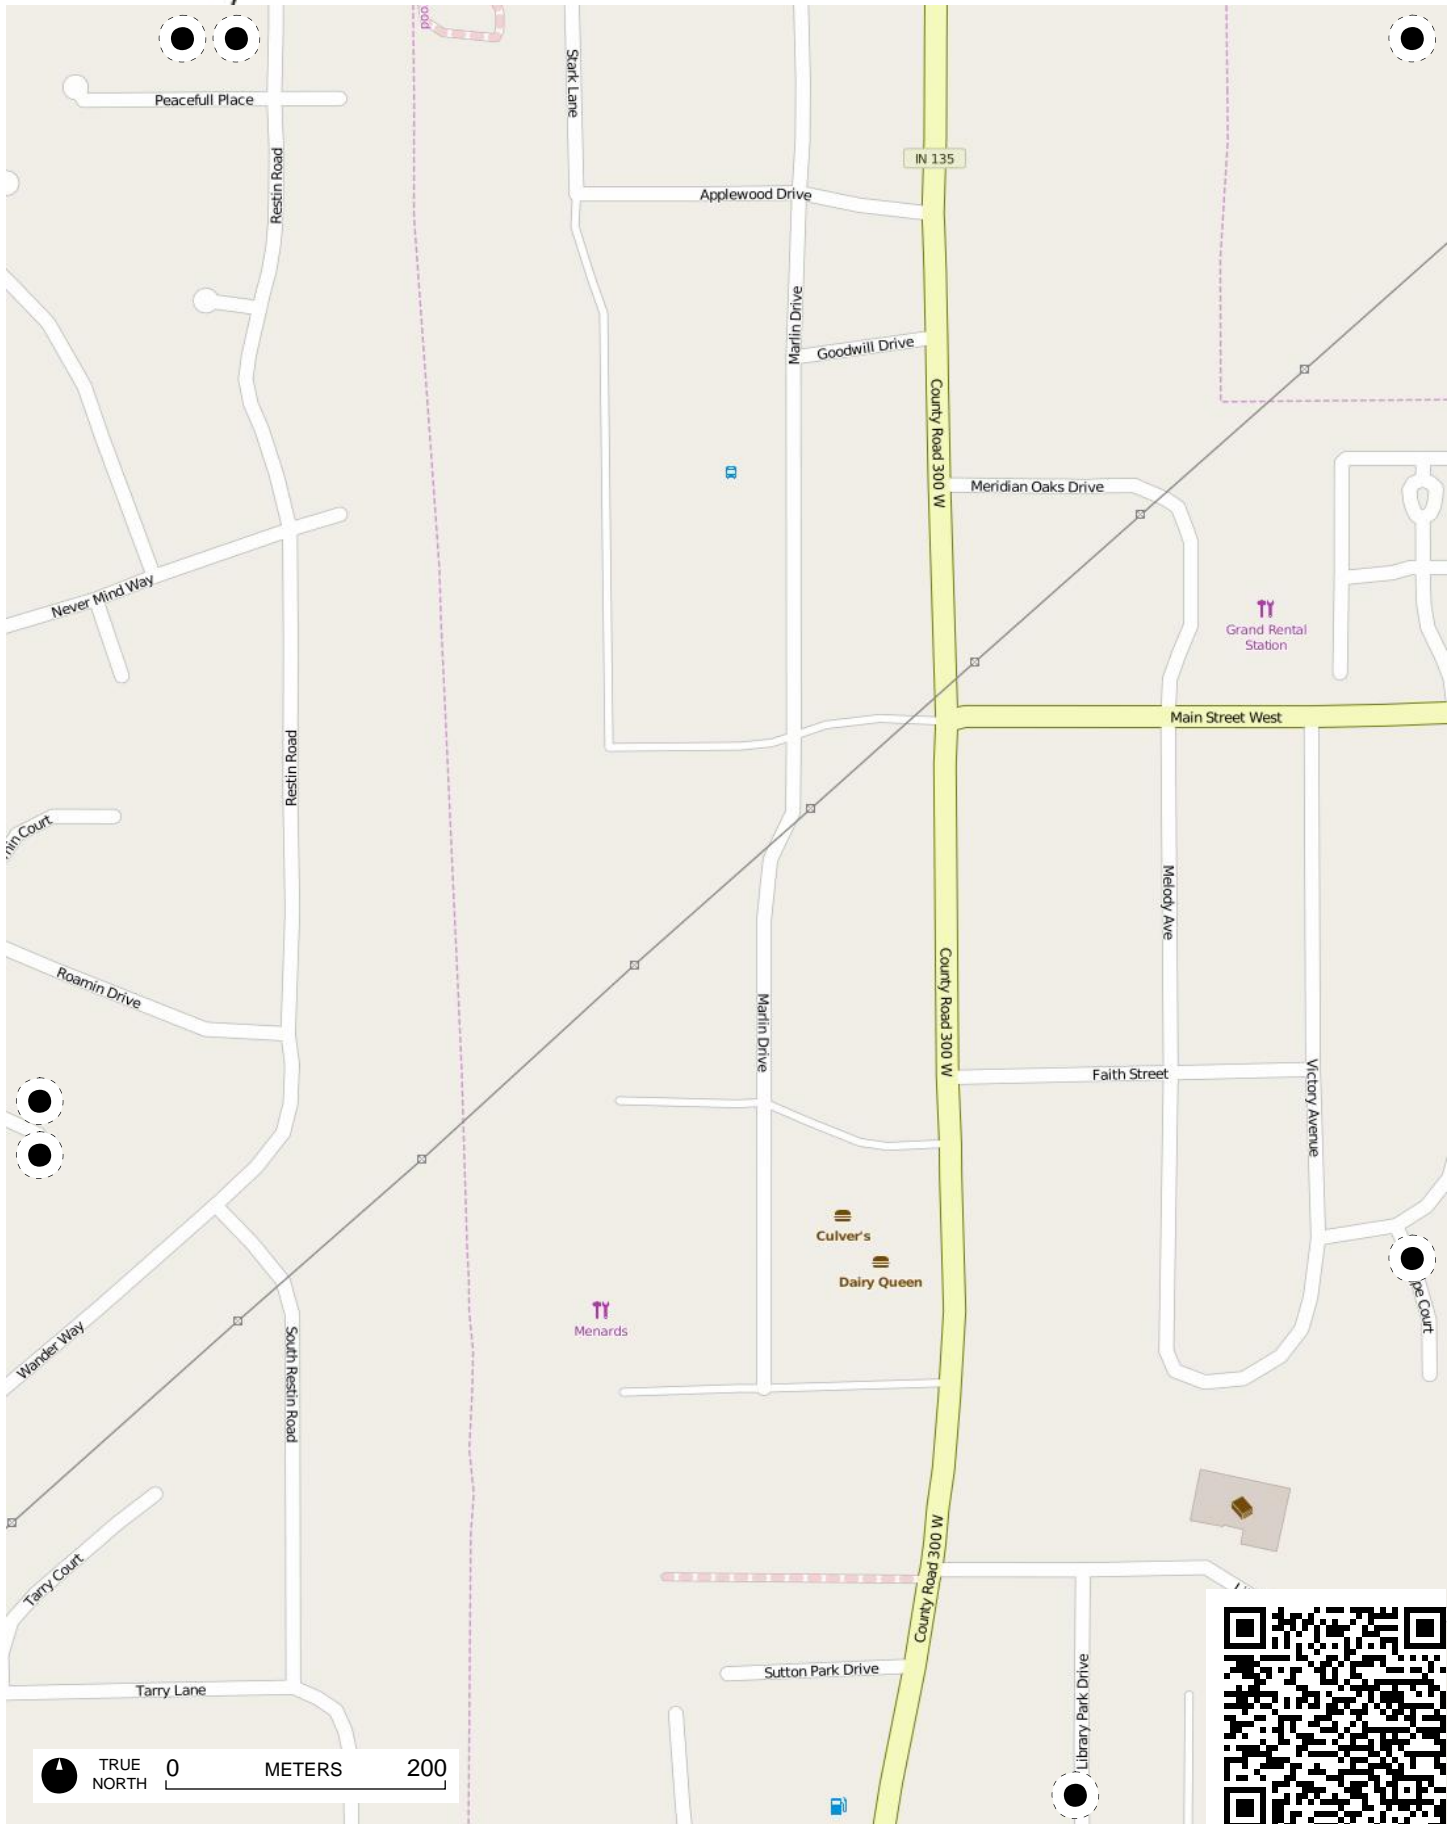 Peacefull Place
Stark Lane
IN 135
Restin Road
Applewood Drive
Marlin Drive
Goodwill Drive
County Road 300 W
Meridian Oaks Drive
Never Mind Way
Grand Rental
Station
Main Street West
Restin Road
Court
Melody Ave
Roamin Drive
County Road 300 W
Marlin Drive
Faith Street
Victory Avenue
Culver's
Dairy Queen
Menards
Court
Wander Way
South Restin Road
County Road 300 W
Tarry Court
Sutton Park Drive
Library Park Drive
Tarry Lane
TRUE
NORTH
0 METERS 200